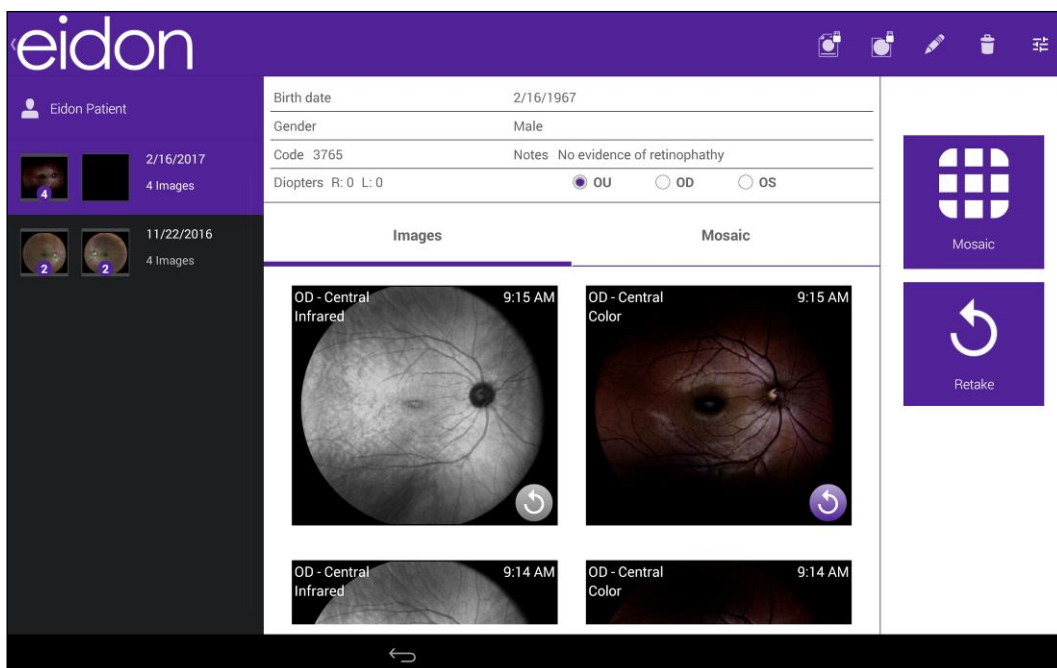 eidon
Eidon Patient
2/16/2017
4 Images
4
11/22/2016
4 Images
2 2
Birth date 2/16/1967
Gender Male
Code 3765 Notes No evidence of retinophathy
Diopters R: 0 L: 0 OU OD OS
Images Mosaic
OD - Central 9:15 AM
Infrared
OD - Central 9:15 AM
Color
OD - Central 9:14 AM
Infrared
OD - Central 9:14 AM
Color
Mosaic
Retake